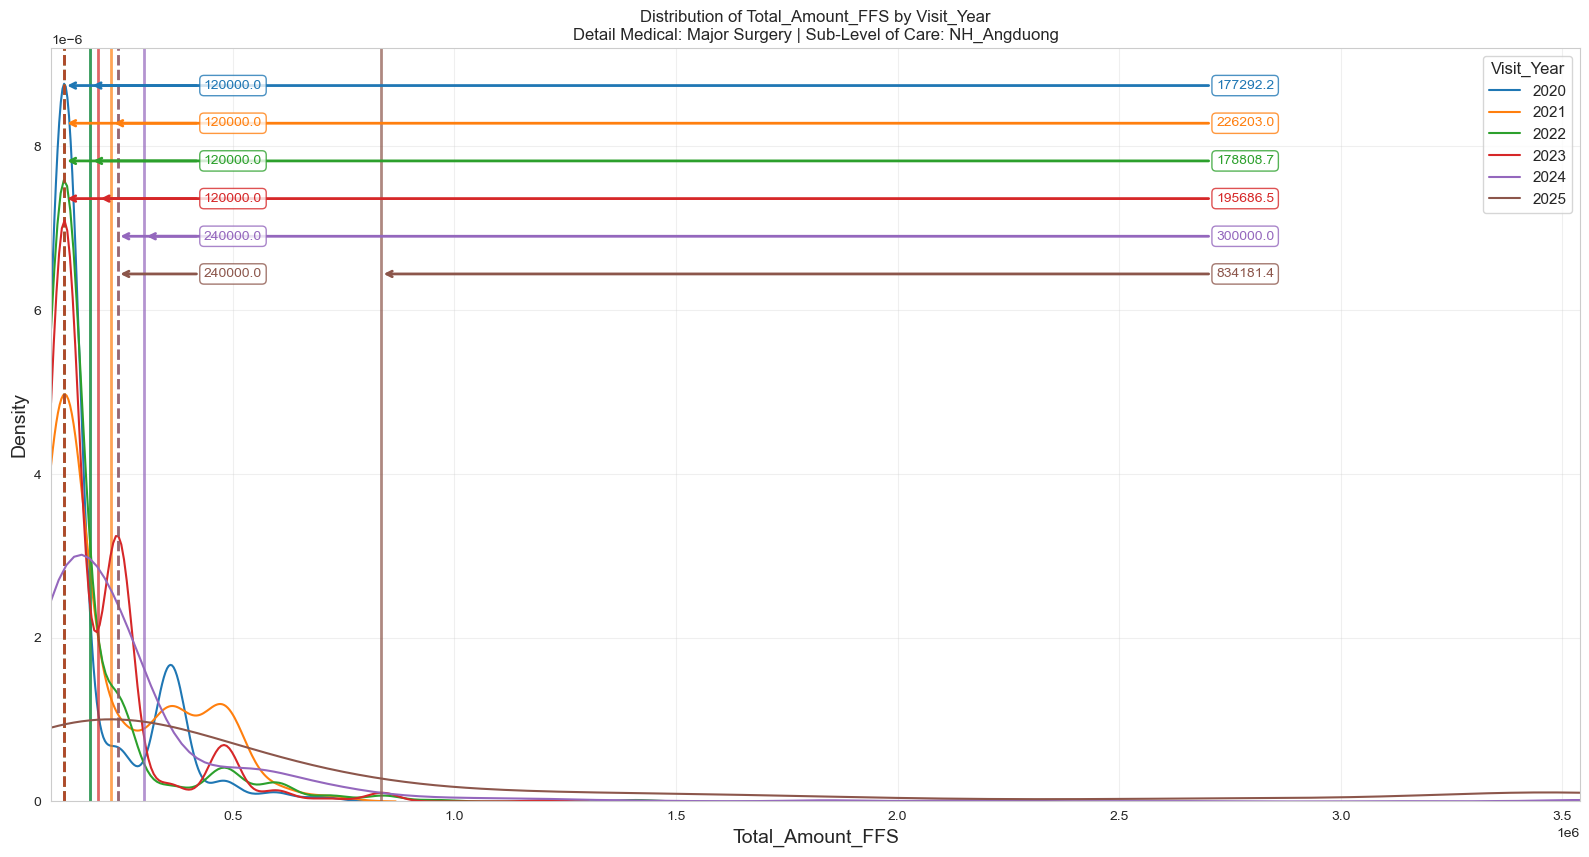 Distribution of Total_Amount_FFS by Visit_Year
Detail Medical: Major Surgery | Sub-Level of Care: NH_Angduong
1e−6
Visit_Year
2020
2021
2022
2023
2024
2025
120000.0 177292.2
120000.0 226203.0
120000.0 178808.7
120000.0 195686.5
240000.0 300000.0
240000.0 834181.4
8
6
4
2
0
Density
0.5 1.0 1.5 2.0 2.5 3.0 3.5
1e6
Total_Amount_FFS